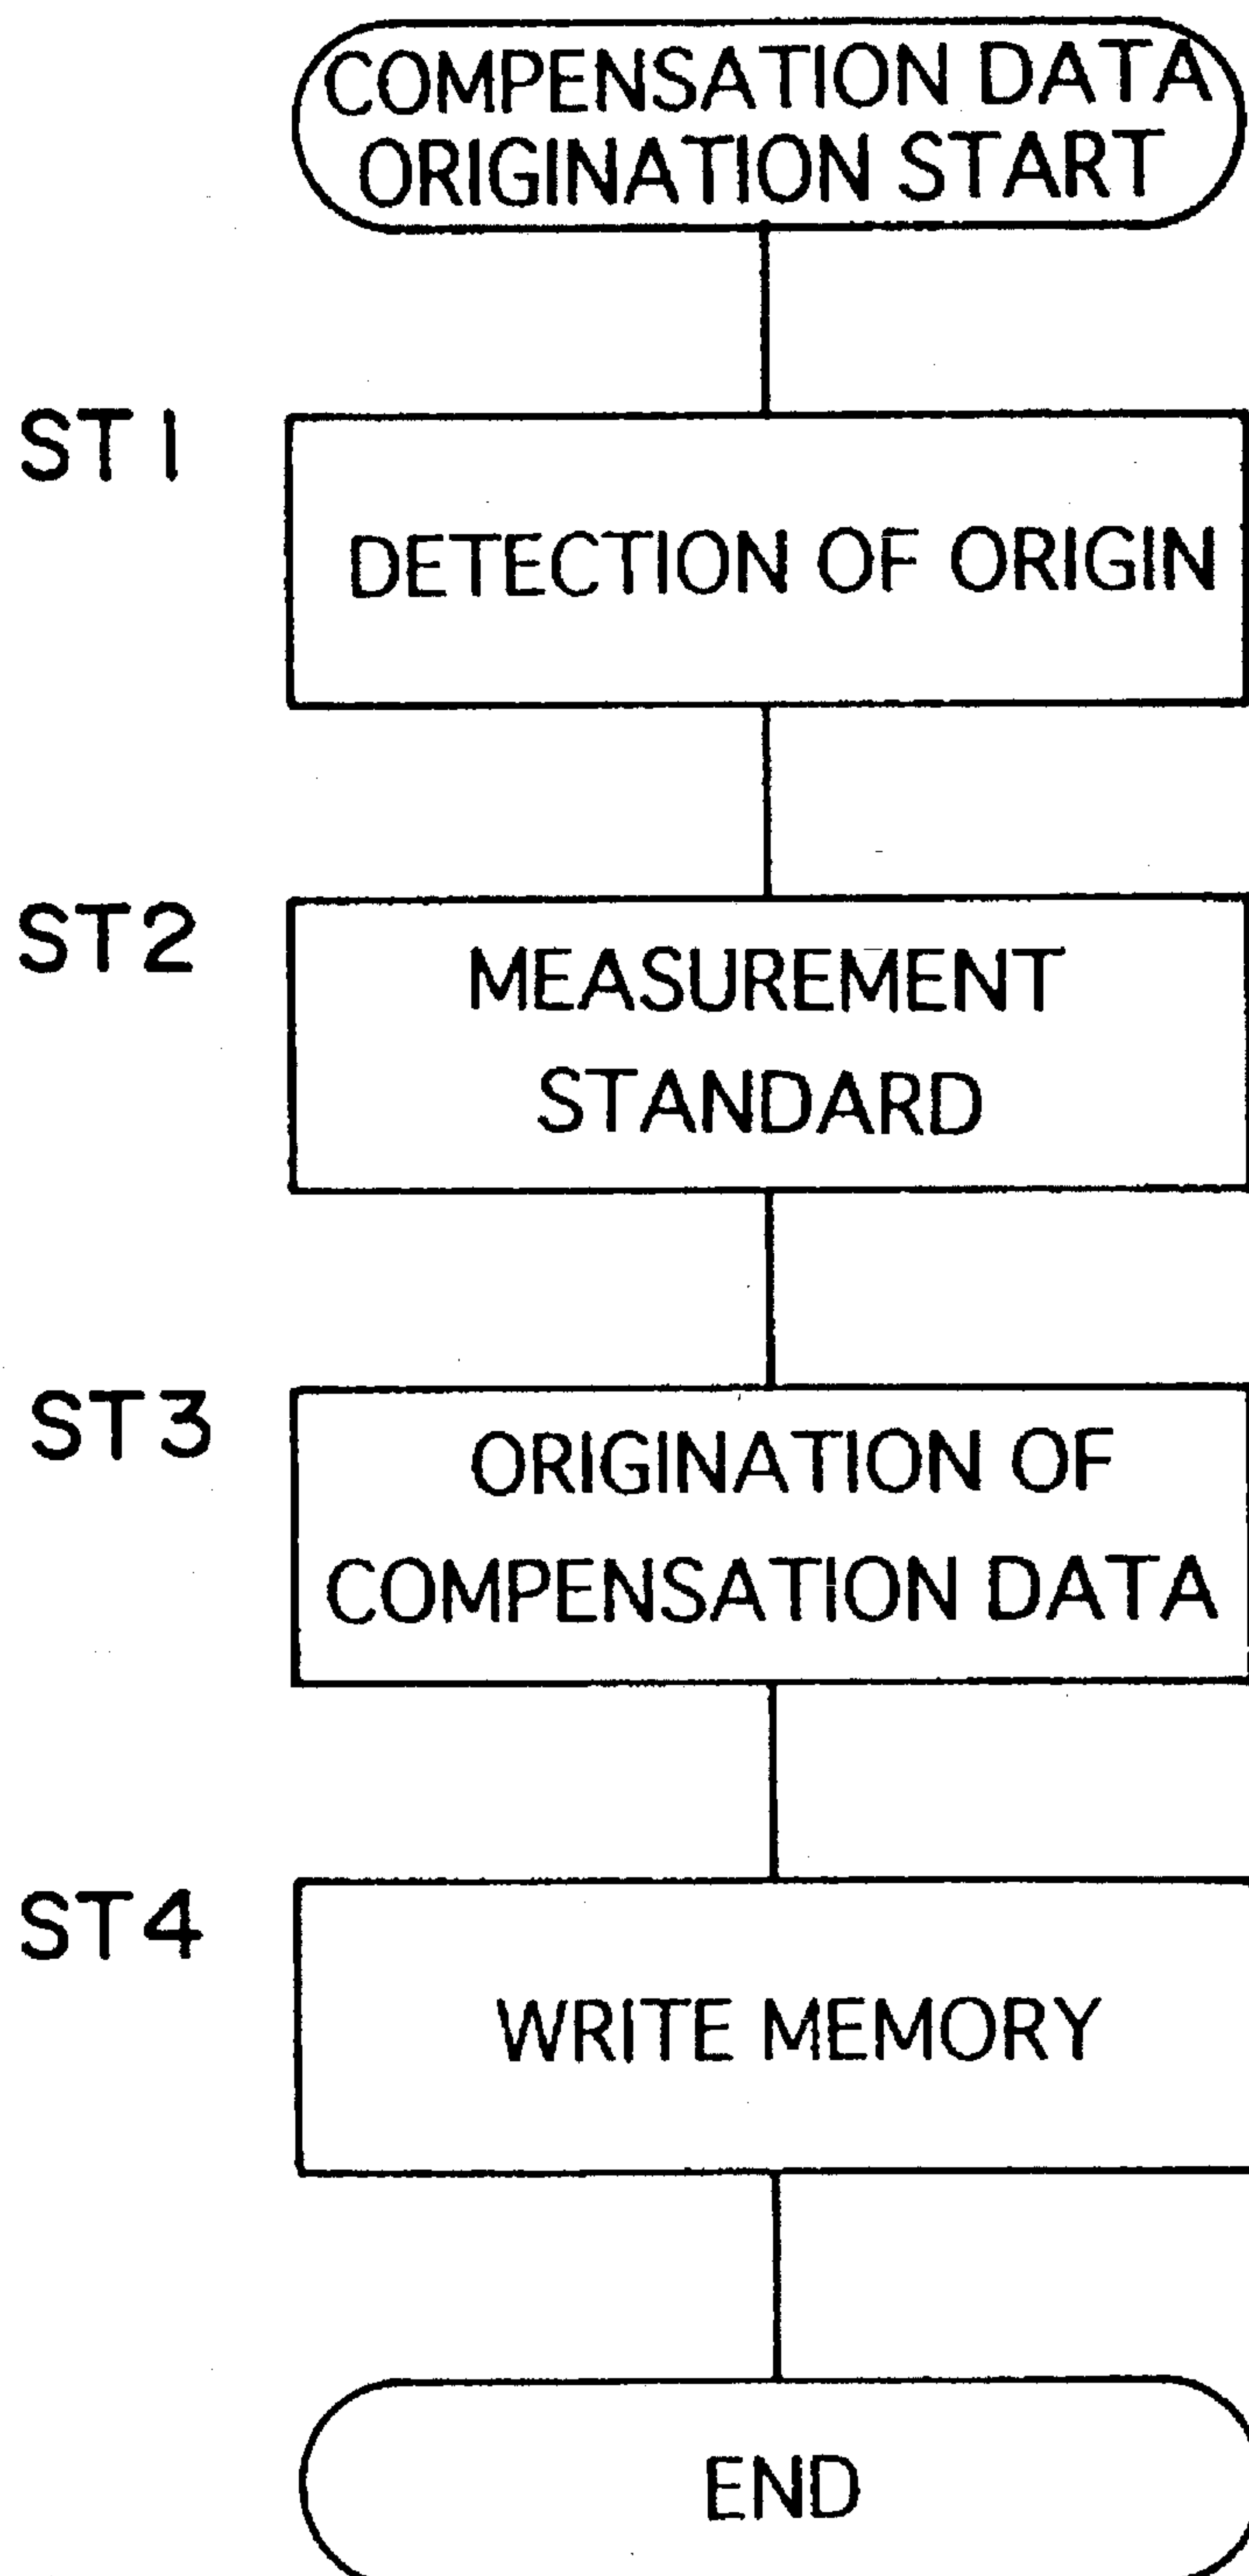 COMPENSATION DATA
ORIGINATION START
ST1
DETECTION OF ORIGIN
ST2
MEASUREMENT
STANDARD
ST3
ORIGINATION OF
COMPENSATION DATA
ST4
WRITE MEMORY
END